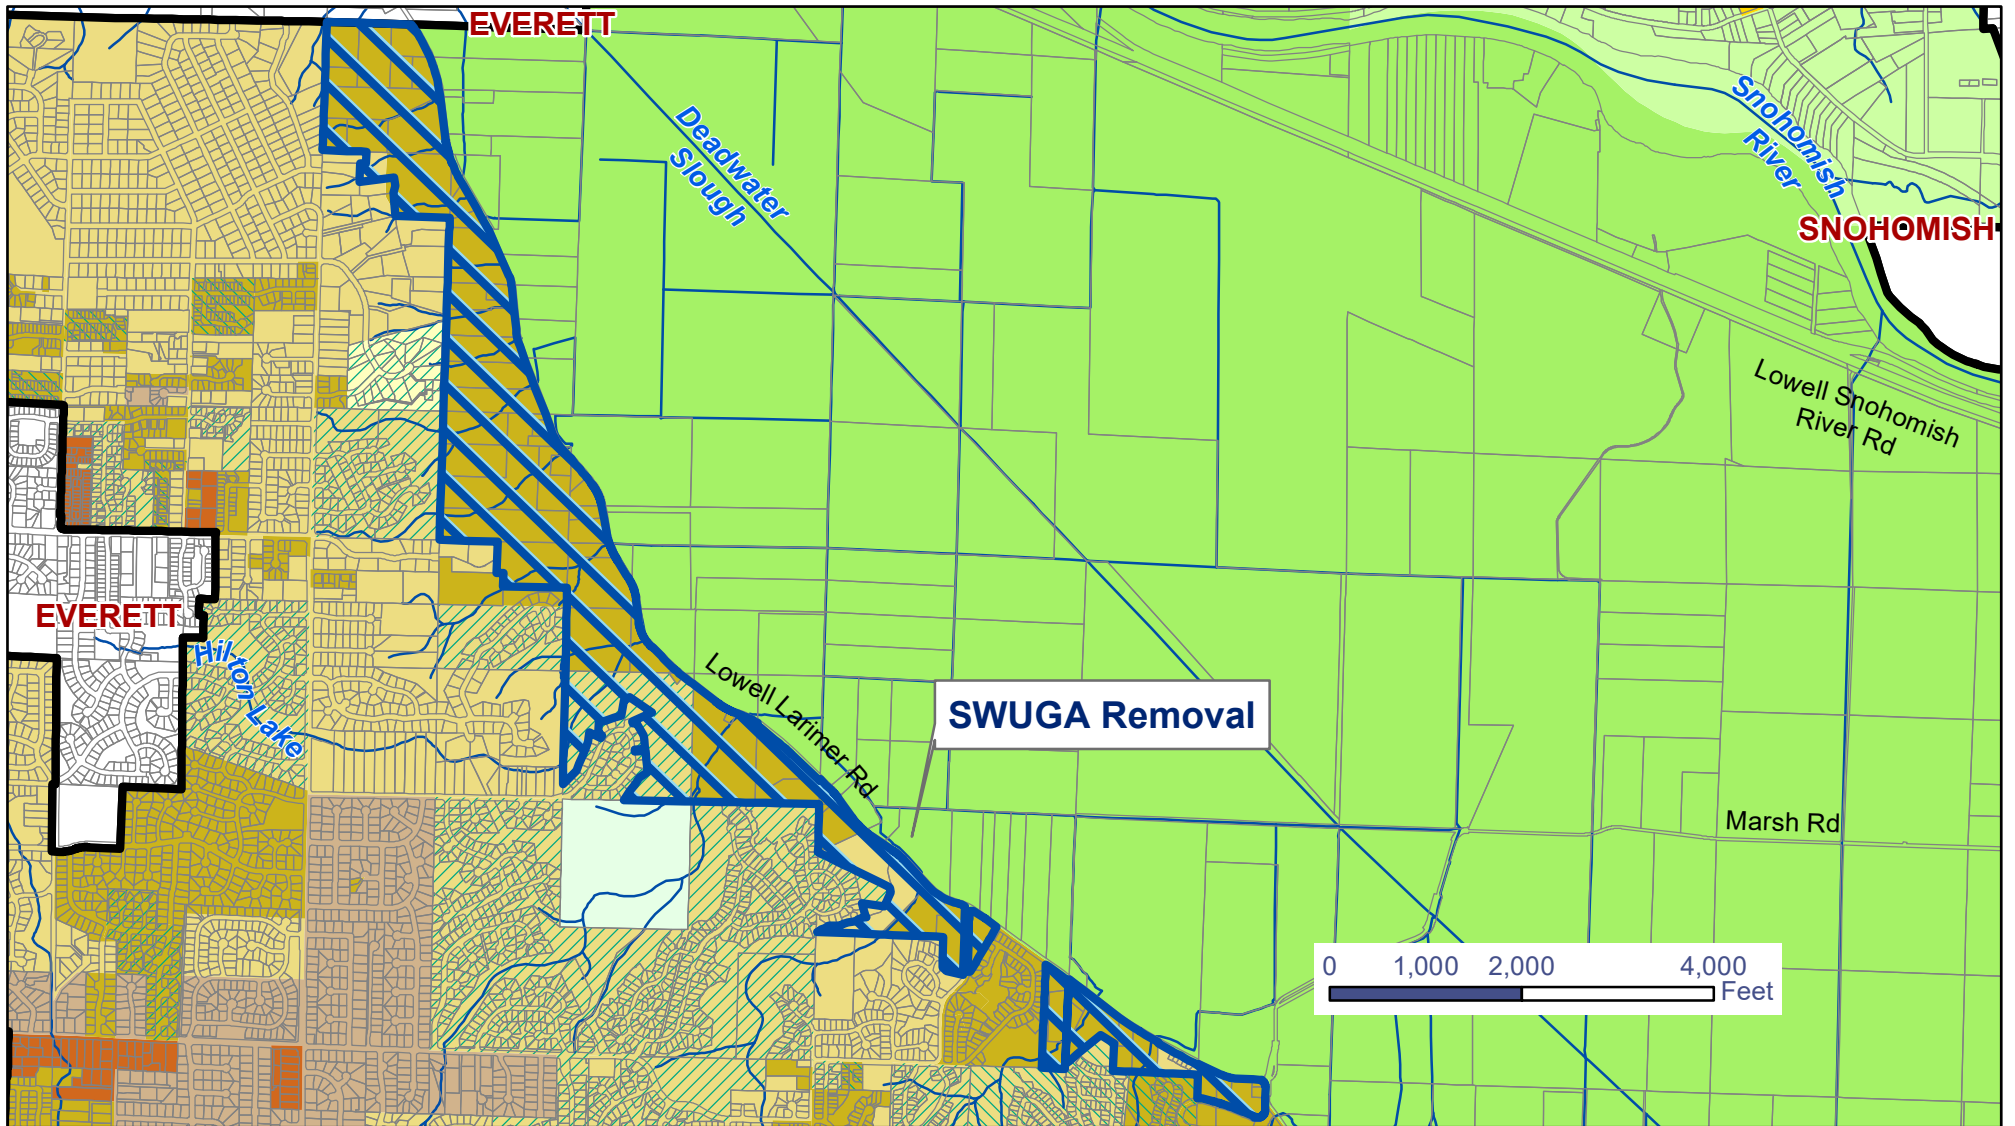 EVERETT
Deadwater
Slough
Snohomish
River
SNOHOMISH
Lowell Snohomish
River Rd
EVERETT
Hilton Lake
Lowell Larimer Rd
SWUGA Removal
Marsh Rd
0 1,000 2,000 4,000
Feet